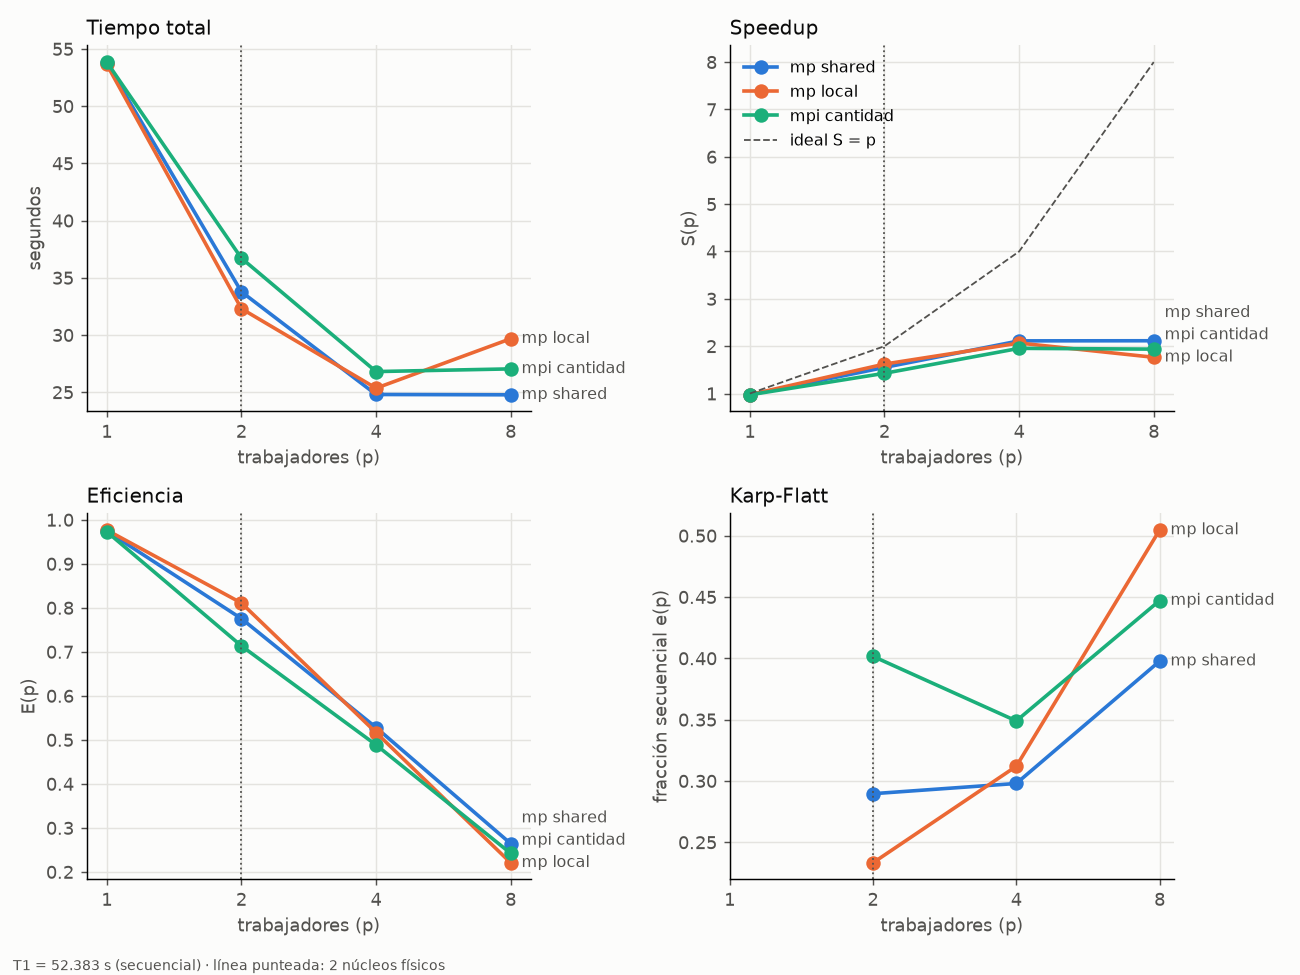 Tiempo total
55
50
45
40
35
30
25
segundos
mp local
mpi cantidad
mp shared
1 2 4 8
trabajadores (p)
Speedup
8
7
6
5
4
3
2
1
S(p)
mp shared
mp local
mpi cantidad
ideal S = p
mp shared
mpi cantidad
mp local
1 2 4 8
trabajadores (p)
Eficiencia
1.0
0.9
0.8
0.7
0.6
0.5
0.4
0.3
0.2
E(p)
mp shared
mpi cantidad
mp local
1 2 4 8
trabajadores (p)
Karp-Flatt
0.50
0.45
0.40
0.35
0.30
0.25
fracción secuencial e(p)
mp local
mpi cantidad
mp shared
1 2 4 8
trabajadores (p)
T1 = 52.383 s (secuencial) · línea punteada: 2 núcleos físicos